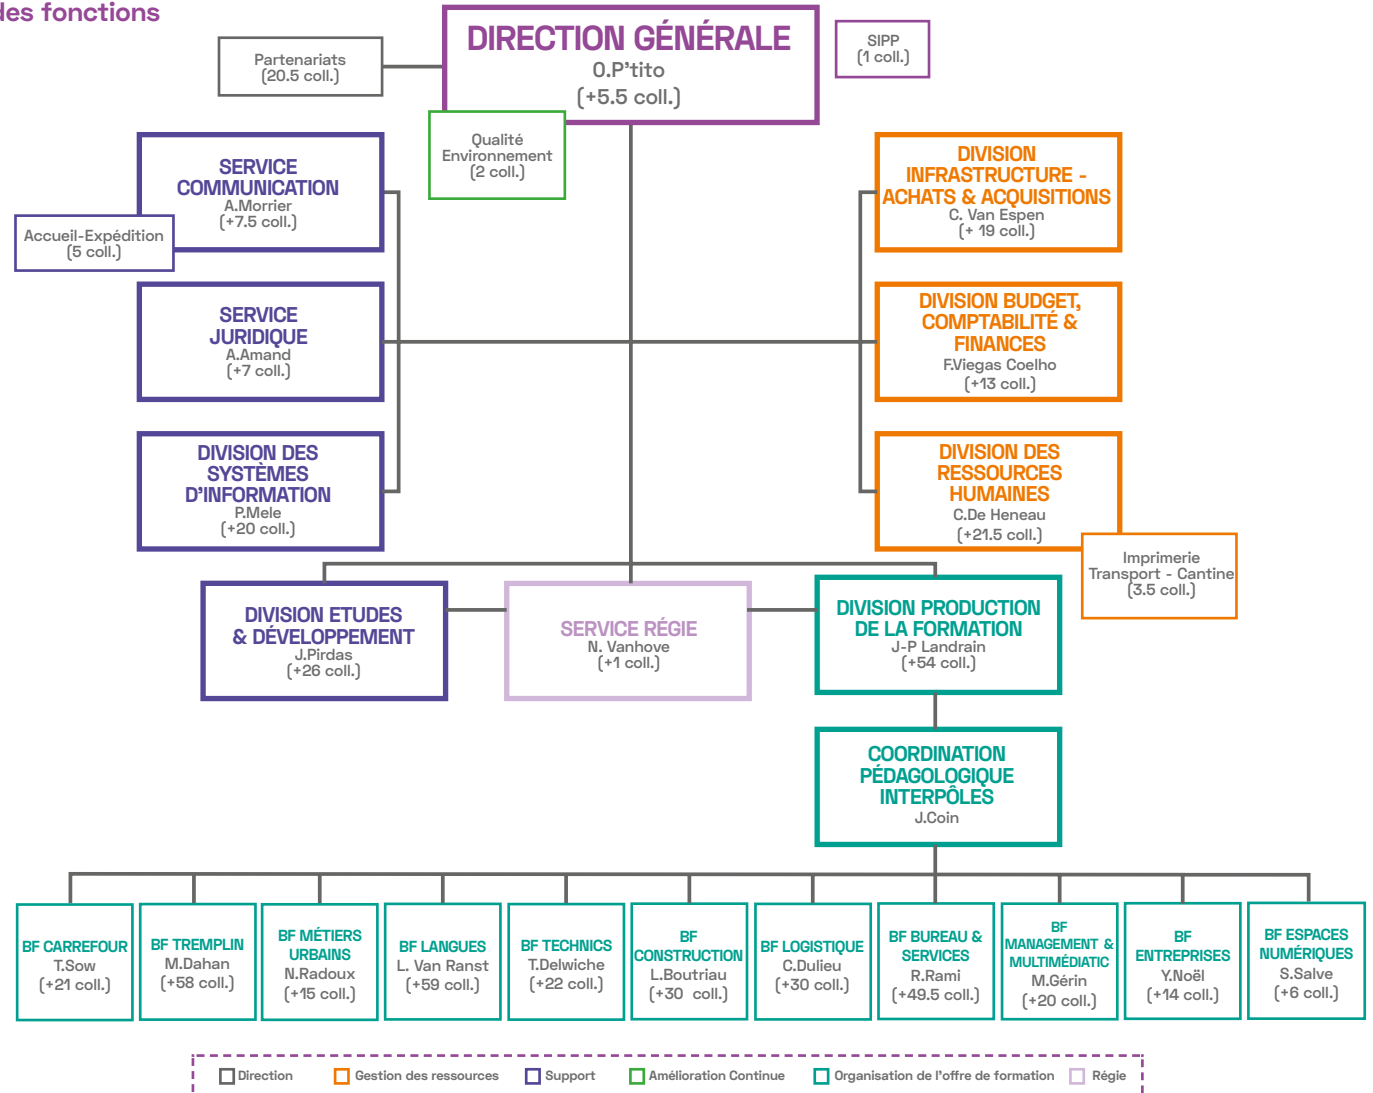 des fonctions
DIRECTION GÉNÉRALE
O.P'tito
(+5.5 coll.)
Partenariats
(20.5 coll.)
SIPP
(1 coll.)
Qualité
Environnement
(2 coll.)
SERVICE
COMMUNICATION
A.Morrier
(+7.5 coll.)
Accueil-Expédition
(5 coll.)
DIVISION
INFRASTRUCTURE -
ACHATS & ACQUISITIONS
C. Van Espen
(+ 19 coll.)
SERVICE
JURIDIQUE
A.Amand
(+7 coll.)
DIVISION BUDGET,
COMPTABILITÉ &
FINANCES
F.Viegas Coelho
(+13 coll.)
DIVISION DES
SYSTÈMES
D'INFORMATION
P.Mele
(+20 coll.)
DIVISION DES
RESSOURCES
HUMAINES
C.De Heneau
(+21.5 coll.)
Imprimerie
Transport - Cantine
(3.5 coll.)
DIVISION ETUDES
& DÉVELOPPEMENT
J.Pirdas
(+26 coll.)
SERVICE RÉGIE
N. Vanhove
(+1 coll.)
DIVISION PRODUCTION
DE LA FORMATION
J-P Landrain
(+54 coll.)
COORDINATION
PÉDAGOLOGIQUE
INTERPÔLES
J.Coin
BF CARREFOUR
T.Sow
(+21 coll.)
BF TREMPLIN
M.Dahan
(+58 coll.)
BF MÉTIERS
URBAINS
N.Radoux
(+15 coll.)
BF LANGUES
L. Van Ranst
(+59 coll.)
BF TECHNICS
T.Delwiche
(+22 coll.)
BF
CONSTRUCTION
L.Boutriau
(+30 coll.)
BF LOGISTIQUE
C.Dulieu
(+30 coll.)
BF BUREAU &
SERVICES
R.Rami
(+49.5 coll.)
BF
MANAGEMENT &
MULTIMÉDIATIC
M.Gérin
(+20 coll.)
BF
ENTREPRISES
Y.Noël
(+14 coll.)
BF ESPACES
NUMÉRIQUES
S.Salve
(+6 coll.)
Direction
Gestion des ressources
Support
Amélioration Continue
Organisation de l'offre de formation
Régie